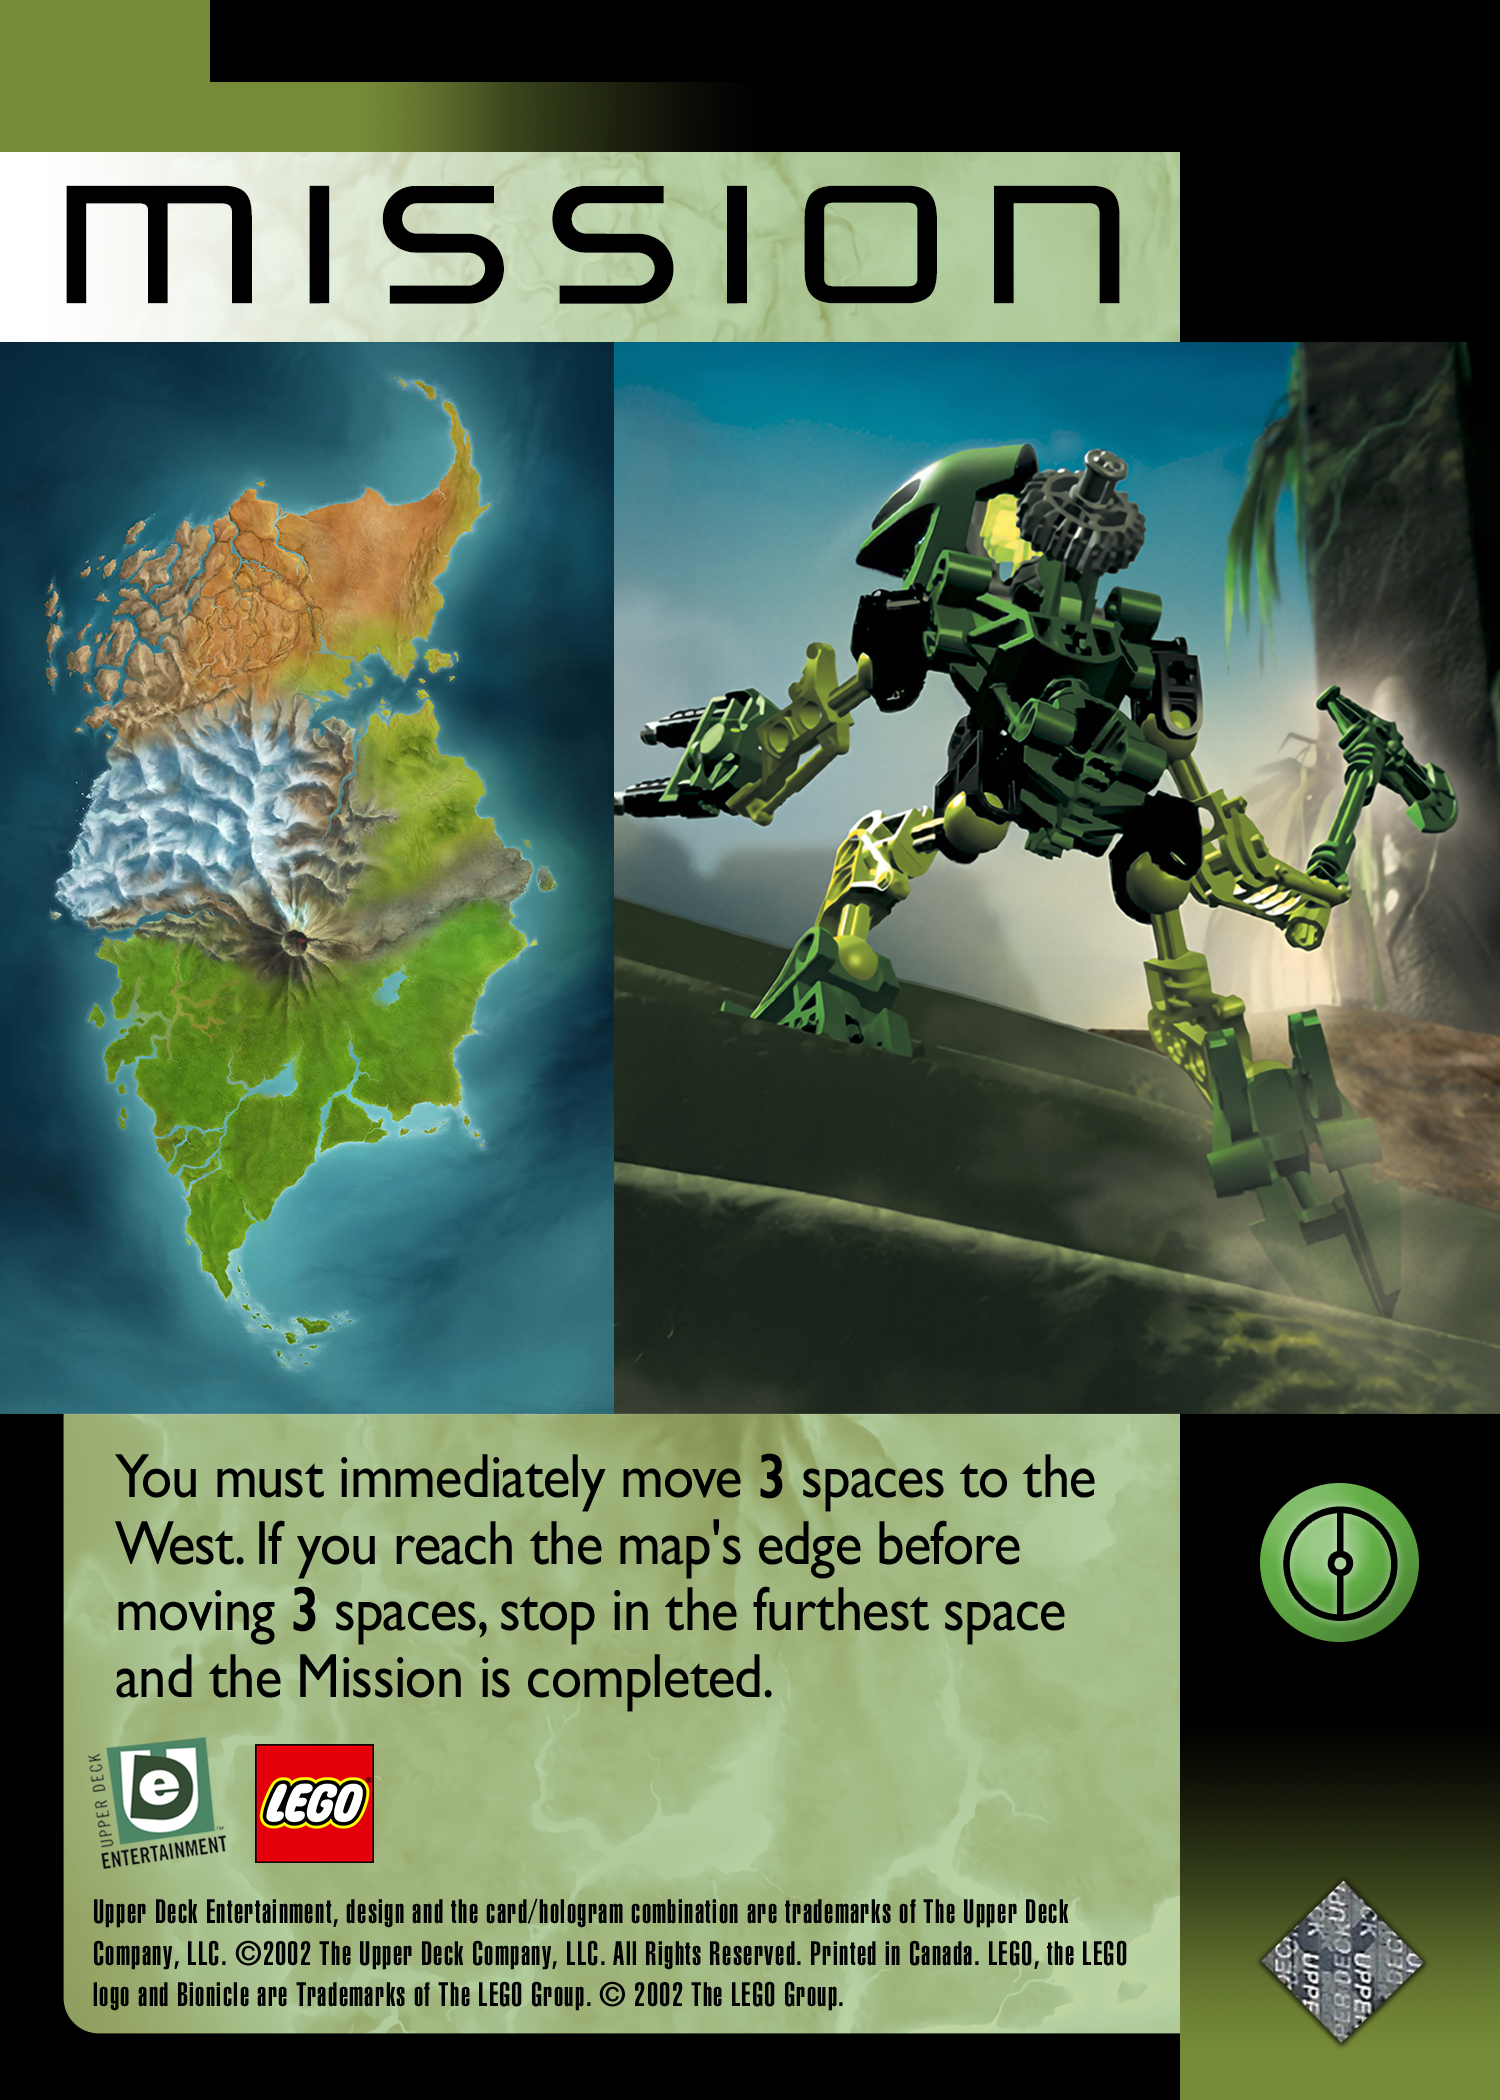 MISSION
You must immediately move 3 spaces to the
West. If you reach the map's edge before
moving 3 spaces, stop in the furthest space
and the Mission is completed.
UPPER DECK
ENTERTAINMENT™
LEGO
Upper Deck Entertainment, design and the card/hologram combination are trademarks of The Upper Deck
Company, LLC. ©2002 The Upper Deck Company, LLC. All Rights Reserved. Printed in Canada. LEGO, the LEGO
logo and Bionicle are Trademarks of The LEGO Group. © 2002 The LEGO Group.